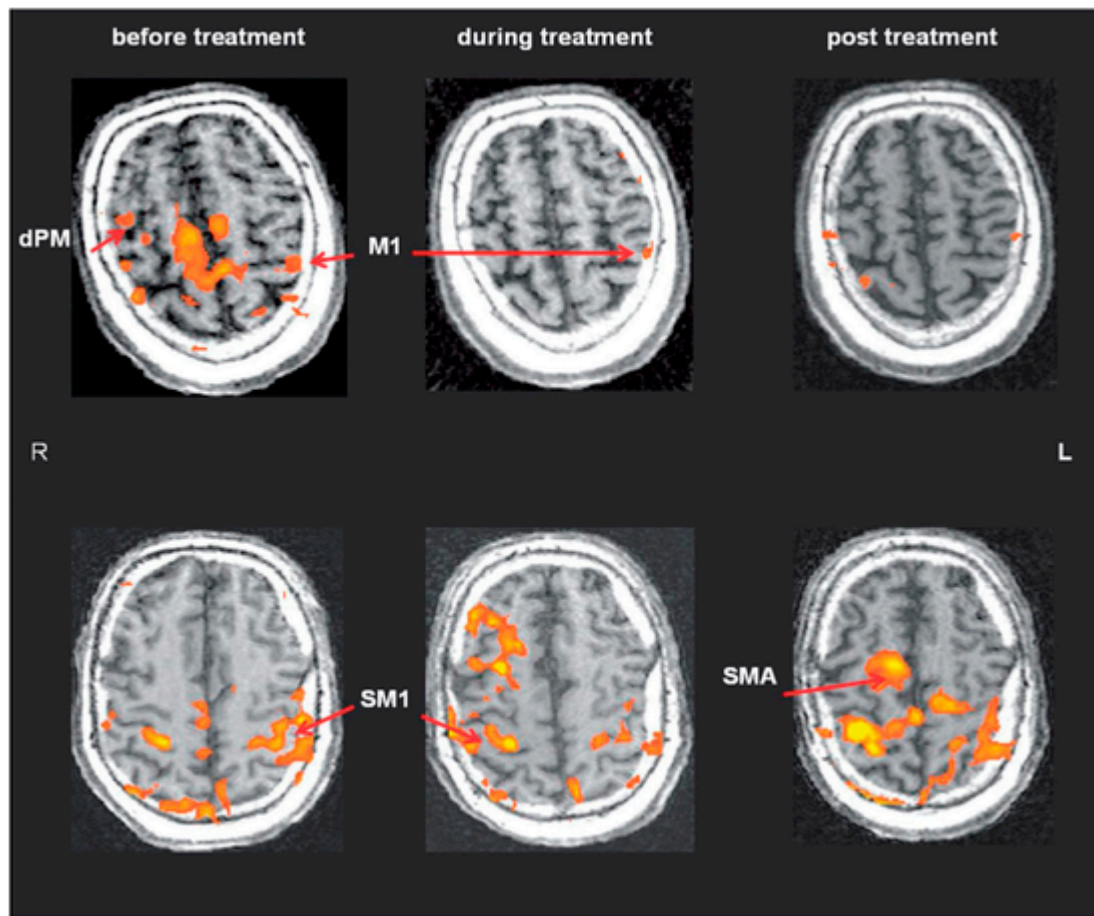 before treatment
during treatment
post treatment
dPM
M1
R
L
SM1
SMA